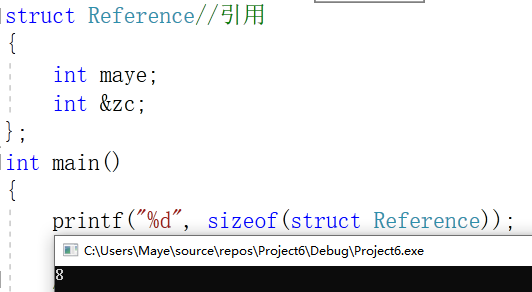 struct Reference//引用
{
int maye;
int &zc;
};
int main()
{
printf("%d", sizeof(struct Reference));
C:\Users\Maye\source\repos\Project6\Debug\Project6.exe
8